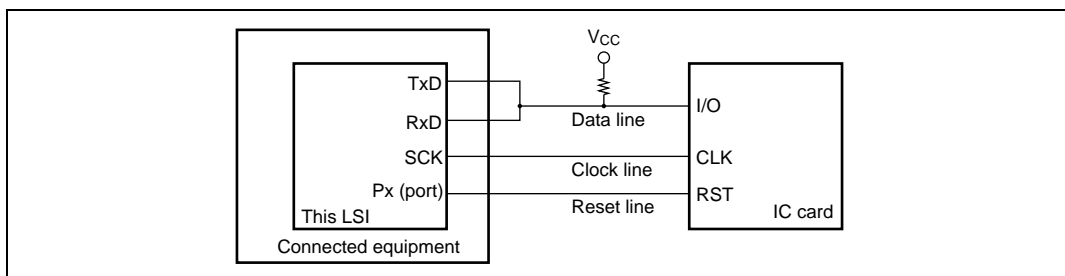 VCC
TxD
RxD
SCK
Px (port)
This LSI
Connected equipment
Data line
Clock line
Reset line
I/O
CLK
RST
IC card